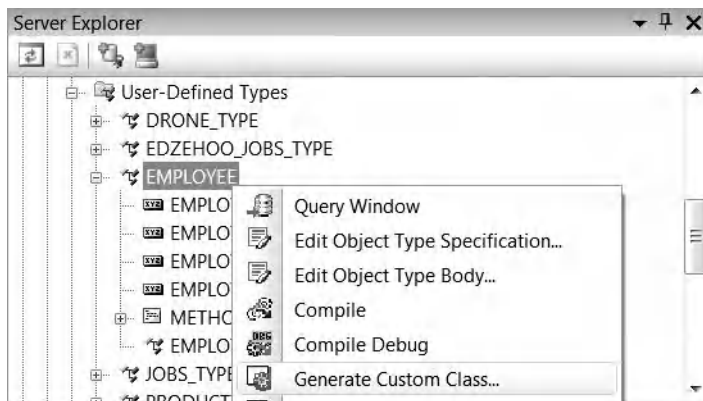 Server Explorer
User-Defined Types
DRONE_TYPE
EDZEHOO_JOBS_TYPE
EMPLOYEE
EMPLO
Query Window
EMPLO
Edit Object Type Specification...
EMPLO
Edit Object Type Body...
EMPLO
METHO
Compile
EMPLO
Compile Debug
JOBS_TYPE
Generate Custom Class...